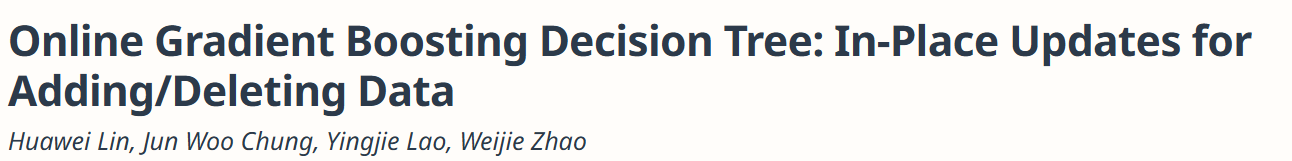 Online Gradient Boosting Decision Tree: In-Place Updates for
Adding/Deleting Data
Huawei Lin, Jun Woo Chung, Yingjie Lao, Weijie Zhao